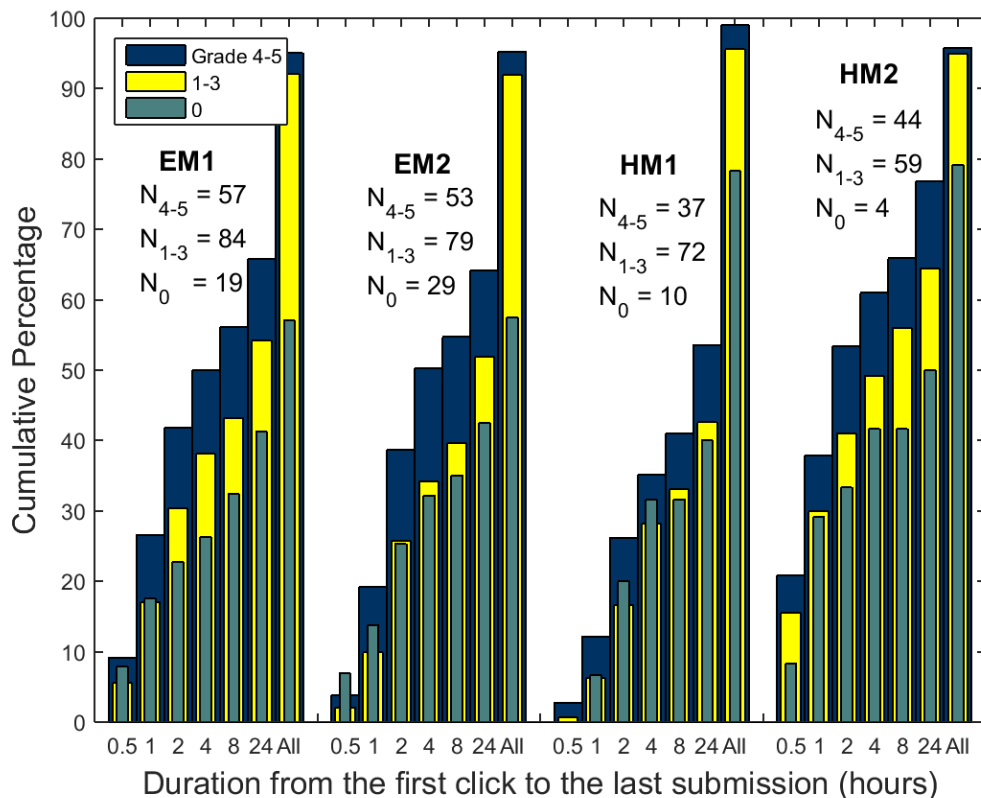 Grade 4-5
1-3
0
EM1
N4-5 = 57
N1-3 = 84
N0 = 19
EM2
N4-5 = 53
N1-3 = 79
N0 = 29
HM1
N4-5 = 37
N1-3 = 72
N0 = 10
HM2
N4-5 = 44
N1-3 = 59
N0 = 4
Cumulative Percentage
100
90
80
70
60
50
40
30
20
10
0
0.5 1 2 4 8 24 All 0.5 1 2 4 8 24 All 0.5 1 2 4 8 24 All 0.5 1 2 4 8 24 All
Duration from the first click to the last submission (hours)